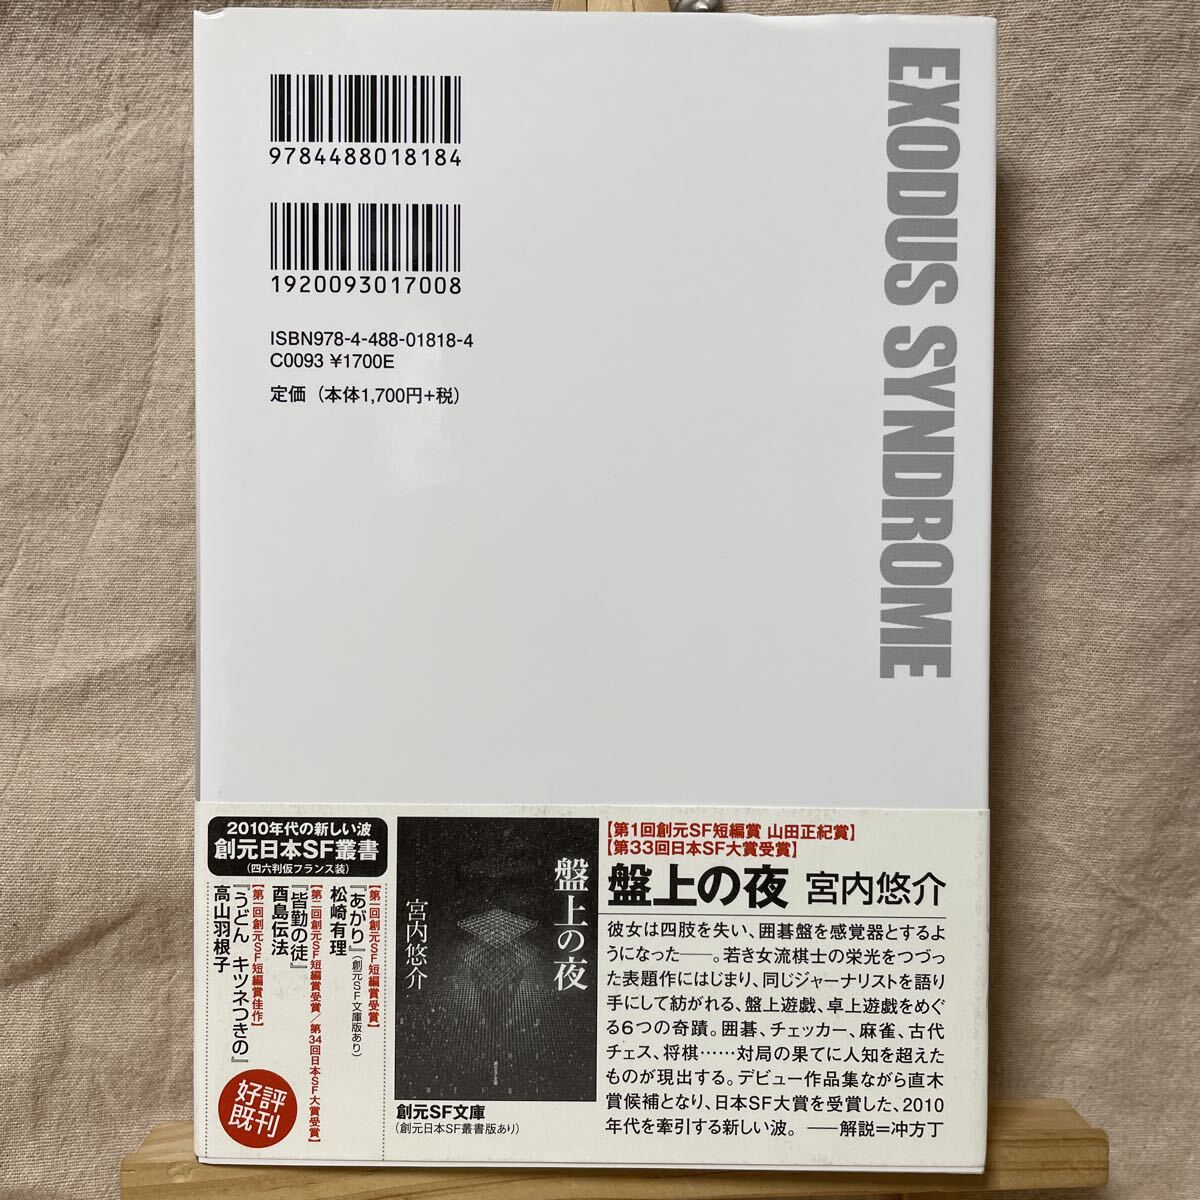 9784488018184
1920093017008
ISBN978-4-488-01818-4
C0093 ¥1700E
定価（本体1,700円+税）
EXODUS SYNDROME
2010年代の新しい波
創元日本SF叢書
（四六判仮フランス装）
【第一回創元SF短編賞受賞】
『あがり』（創元SF文庫版あり）
松崎有理
【第二回創元SF短編賞受賞／第34回日本SF大賞受賞】
『皆勤の徒』
酉島伝法
【第一回創元SF短編賞佳作】
『うどん キツネつきの』
高山羽根子
好評
既刊
盤上の夜
宮内悠介
創元SF文庫
（創元日本SF叢書版あり）
【第1回創元SF短編賞 山田正紀賞】
【第33回日本SF大賞受賞】
盤上の夜 宮内悠介
彼女は四肢を失い、囲碁盤を感覚器とするよ
うになった――。若き女流棋士の栄光をつづっ
た表題作にはじまり、同じジャーナリストを語り
手にして紡がれる、盤上遊戯、卓上遊戯をめぐ
る6つの奇蹟。囲碁、チェッカー、麻雀、古代
チェス、将棋……対局の果てに人知を超えた
ものが現出する。デビュー作品集ながら直木
賞候補となり、日本SF大賞を受賞した、2010
年代を牽引する新しい波。――解説＝冲方丁